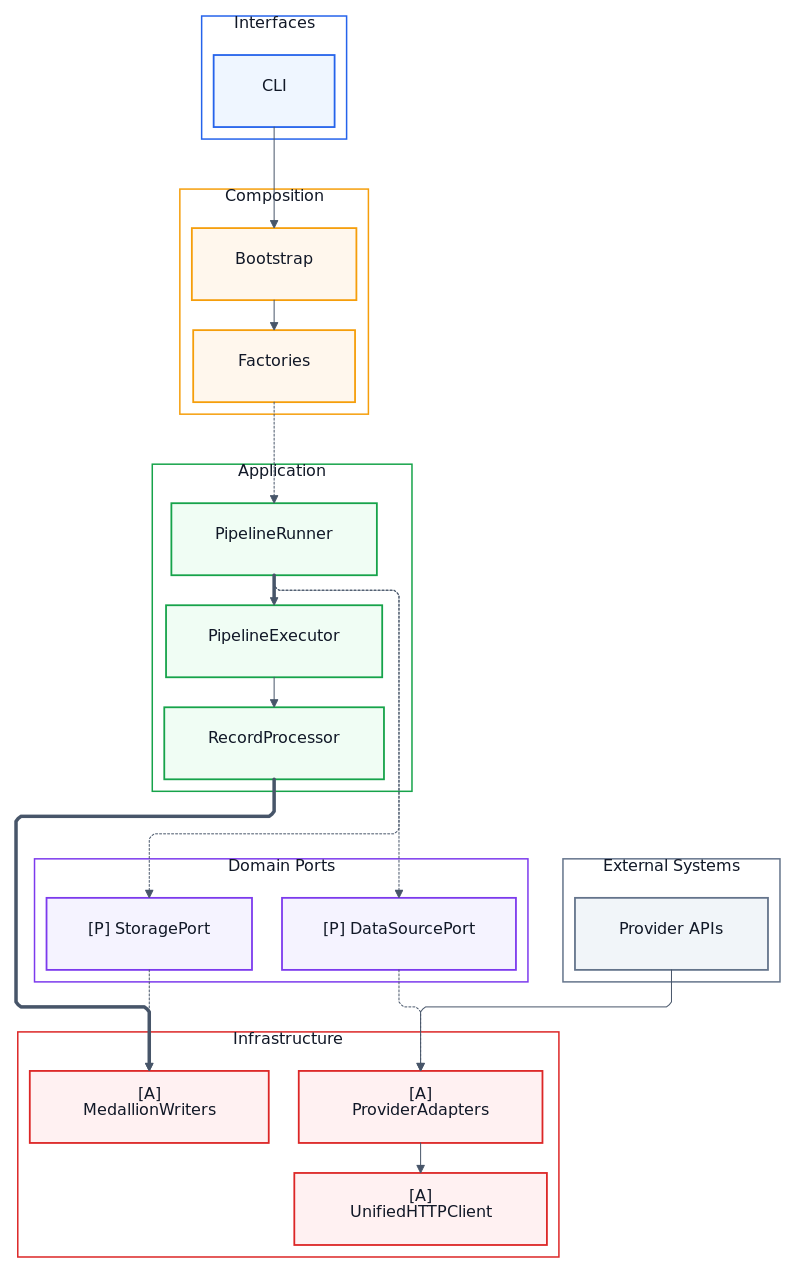 Interfaces
CLI
Composition
Bootstrap
Factories
Application
PipelineRunner
PipelineExecutor
RecordProcessor
Domain Ports
External Systems
[P] StoragePort
[P] DataSourcePort
Provider APIs
Infrastructure
[A]
MedallionWriters
[A]
ProviderAdapters
[A]
UnifiedHTTPClient